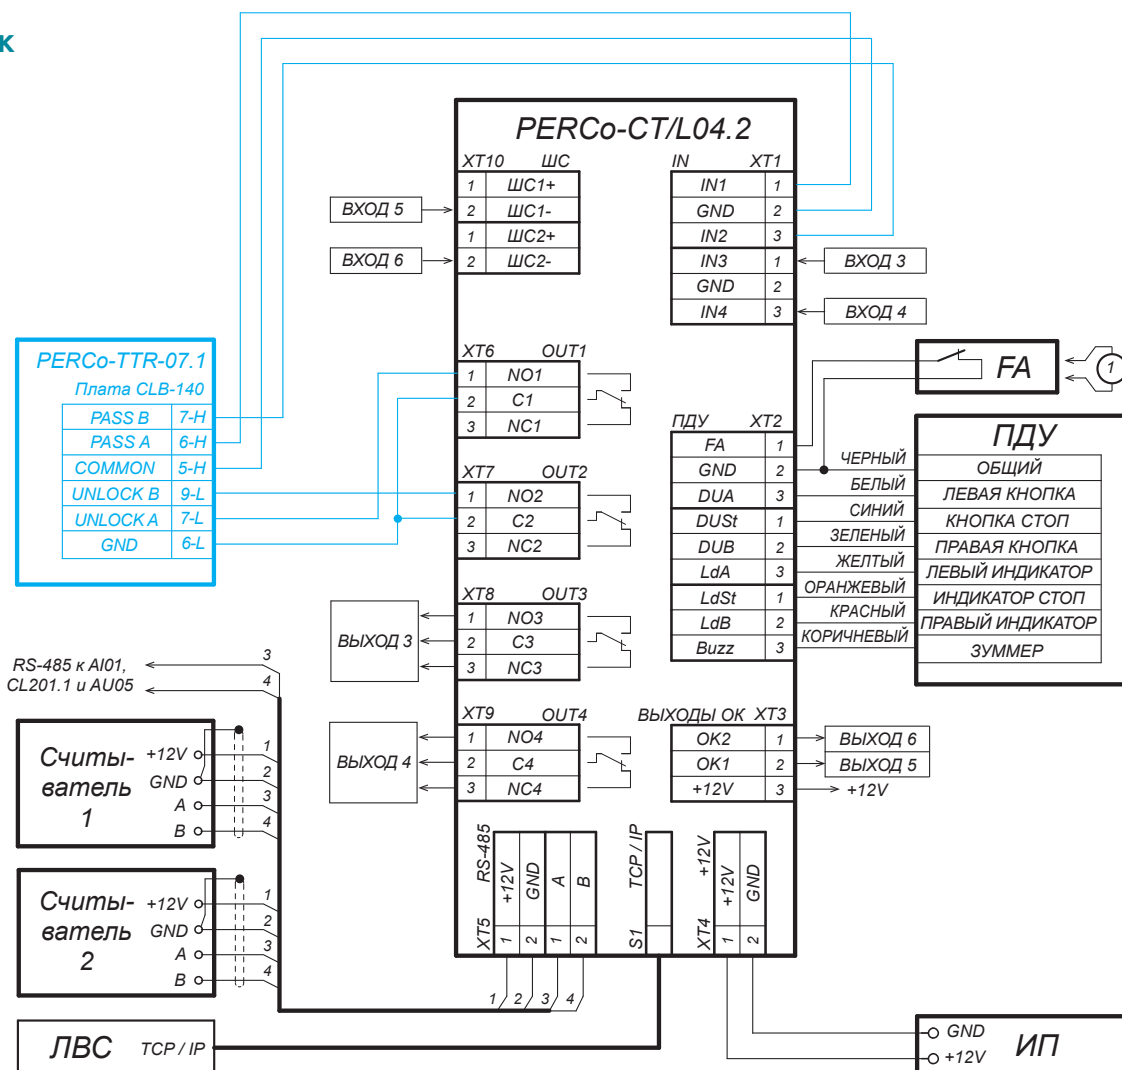 к
PERCo-CT/L04.2
XT10 ШС
1 ШС1+
2 ШС1-
1 ШС2+
2 ШС2-
ВХОД 5
ВХОД 6
IN XT1
IN1 1
GND 2
IN2 3
IN3 1
GND 2
IN4 3
ВХОД 3
ВХОД 4
PERCo-TTR-07.1
Плата CLB-140
PASS B 7-H
PASS A 6-H
COMMON 5-H
UNLOCK B 9-L
UNLOCK A 7-L
GND 6-L
XT6 OUT1
1 NO1
2 C1
3 NC1
XT7 OUT2
1 NO2
2 C2
3 NC2
XT8 OUT3
1 NO3
2 C3
3 NC3
ВЫХОД 3
XT9 OUT4
1 NO4
2 C4
3 NC4
ВЫХОД 4
FA
1
ПДУ XT2
FA 1
GND 2
DUA 3
DUSt 1
DUB 2
LdA 3
LdSt 1
LdB 2
Buzz 3
ЧЕРНЫЙ
БЕЛЫЙ
СИНИЙ
ЗЕЛЕНЫЙ
ЖЕЛТЫЙ
ОРАНЖЕВЫЙ
КРАСНЫЙ
КОРИЧНЕВЫЙ
ПДУ
ОБЩИЙ
ЛЕВАЯ КНОПКА
КНОПКА СТОП
ПРАВАЯ КНОПКА
ЛЕВЫЙ ИНДИКАТОР
ИНДИКАТОР СТОП
ПРАВЫЙ ИНДИКАТОР
ЗУММЕР
ВЫХОДЫ ОК XT3
OK2 1
OK1 2
+12V 3
ВЫХОД 6
ВЫХОД 5
+12V
RS-485 к AI01,
CL201.1 и AU05
3
4
Считы-
ватель
1
+12V 1
GND 2
A 3
B 4
Считы-
ватель
2
+12V 1
GND 2
A 3
B 4
XT5 RS-485
1 +12V
2 GND
1 A
2 B
S1 TCP / IP
XT4 +12V
1 +12V
2 GND
1 2 3 4
ЛВС TCP / IP
ИП
GND
+12V